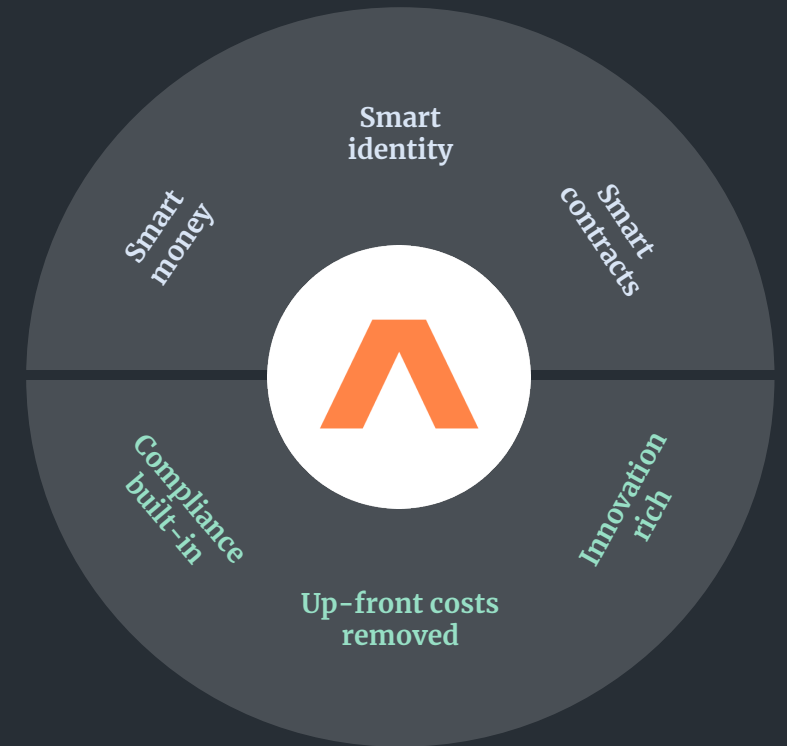 Smart
identity
Smart
money
Smart
contracts
Compliance
built-in
Innovation
rich
Up-front costs
removed